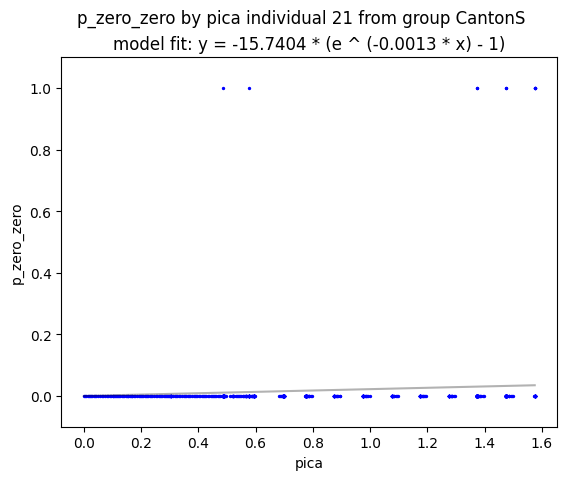 p_zero_zero by pica individual 21 from group CantonS
model fit: y = -15.7404 * (e ^ (-0.0013 * x) - 1)
1.0
0.8
0.6
0.4
0.2
0.0
p_zero_zero
0.0 0.2 0.4 0.6 0.8 1.0 1.2 1.4 1.6
pica